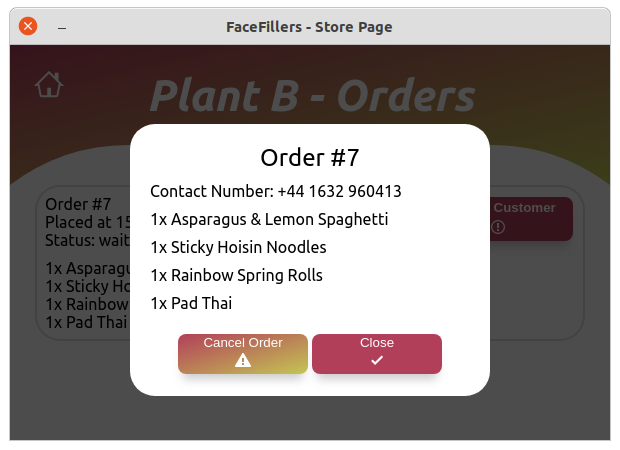 FaceFillers - Store Page
Plant B - Orders
Order #7
Placed at 15
Status: wait
1x Asparagu
1x Sticky Ho
1x Rainbow
1x Pad Thai
Customer
Order #7
Contact Number: +44 1632 960413
1x Asparagus & Lemon Spaghetti
1x Sticky Hoisin Noodles
1x Rainbow Spring Rolls
1x Pad Thai
Cancel Order
Close